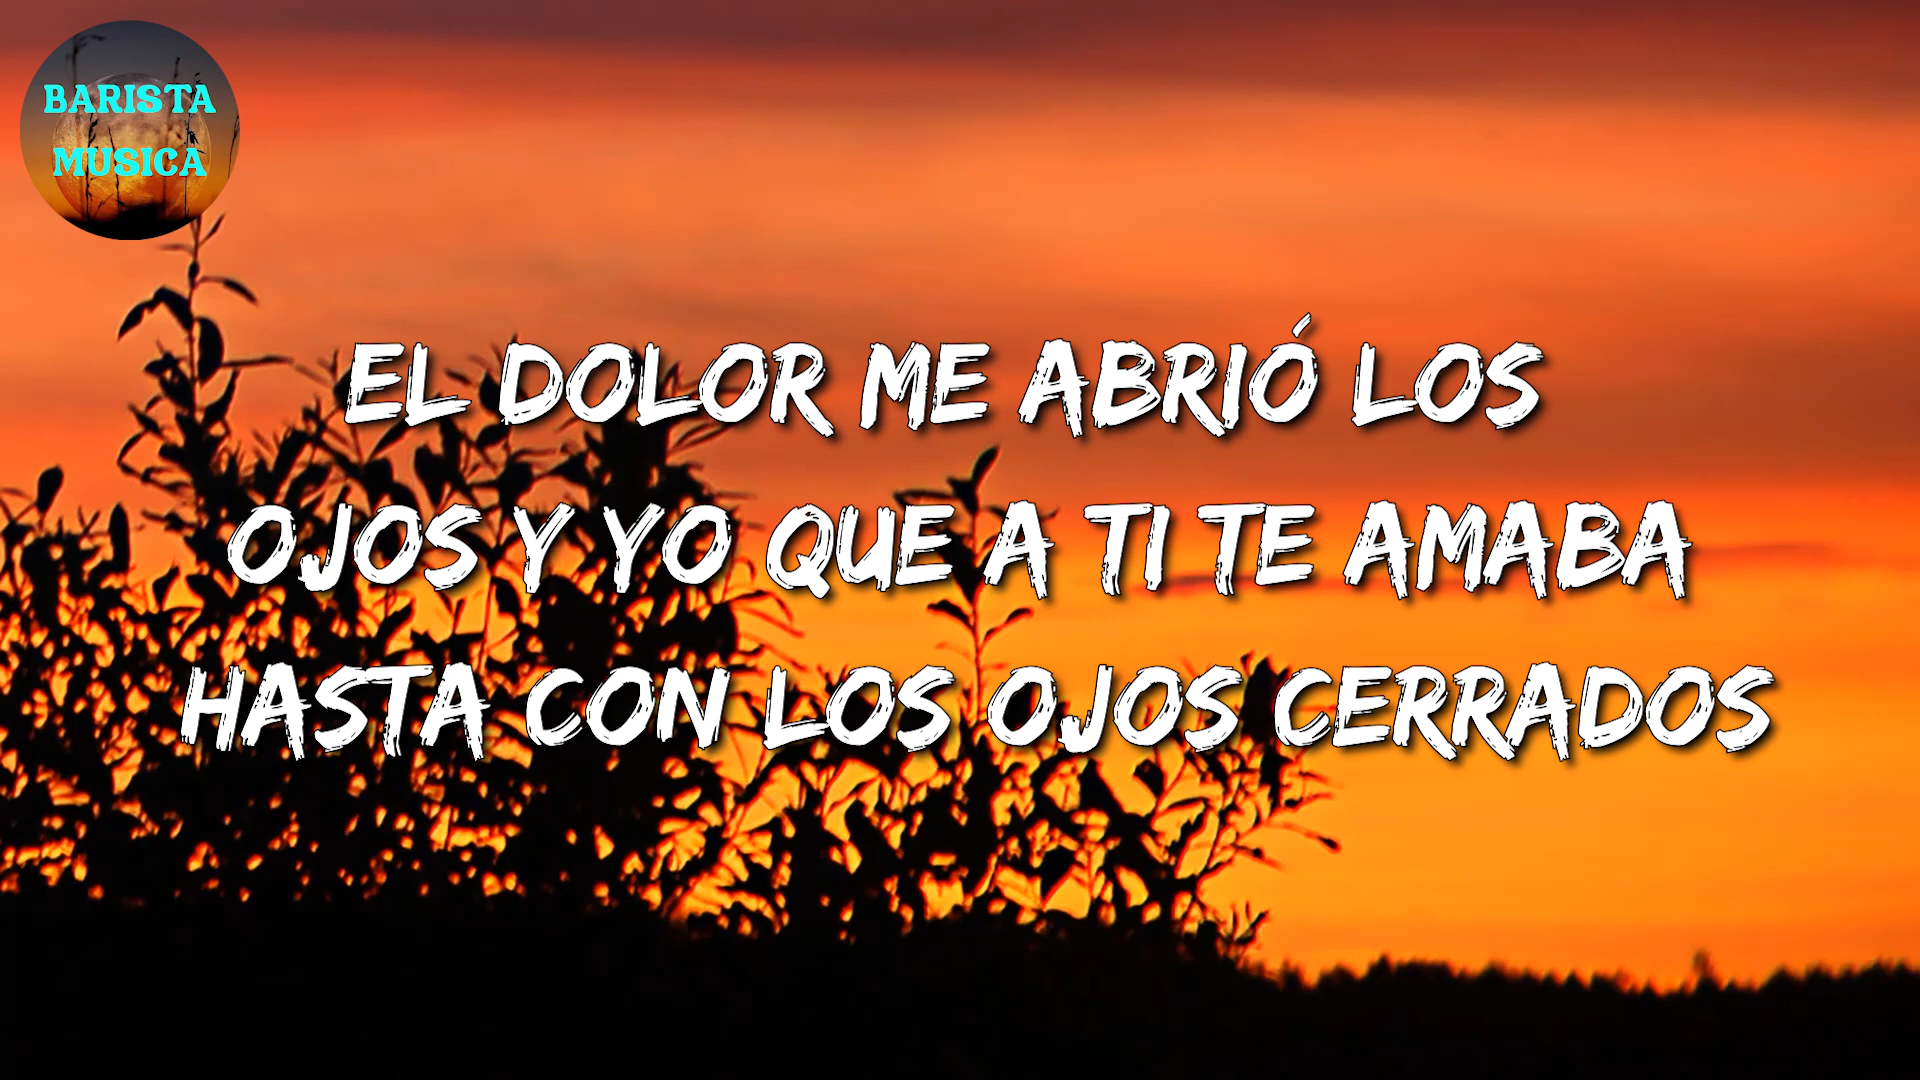 BARISTA
MUSICA
EL DOLOR ME ABRIÓ LOS
OJOS Y YO QUE A TI TE AMABA
HASTA CON LOS OJOS CERRADOS